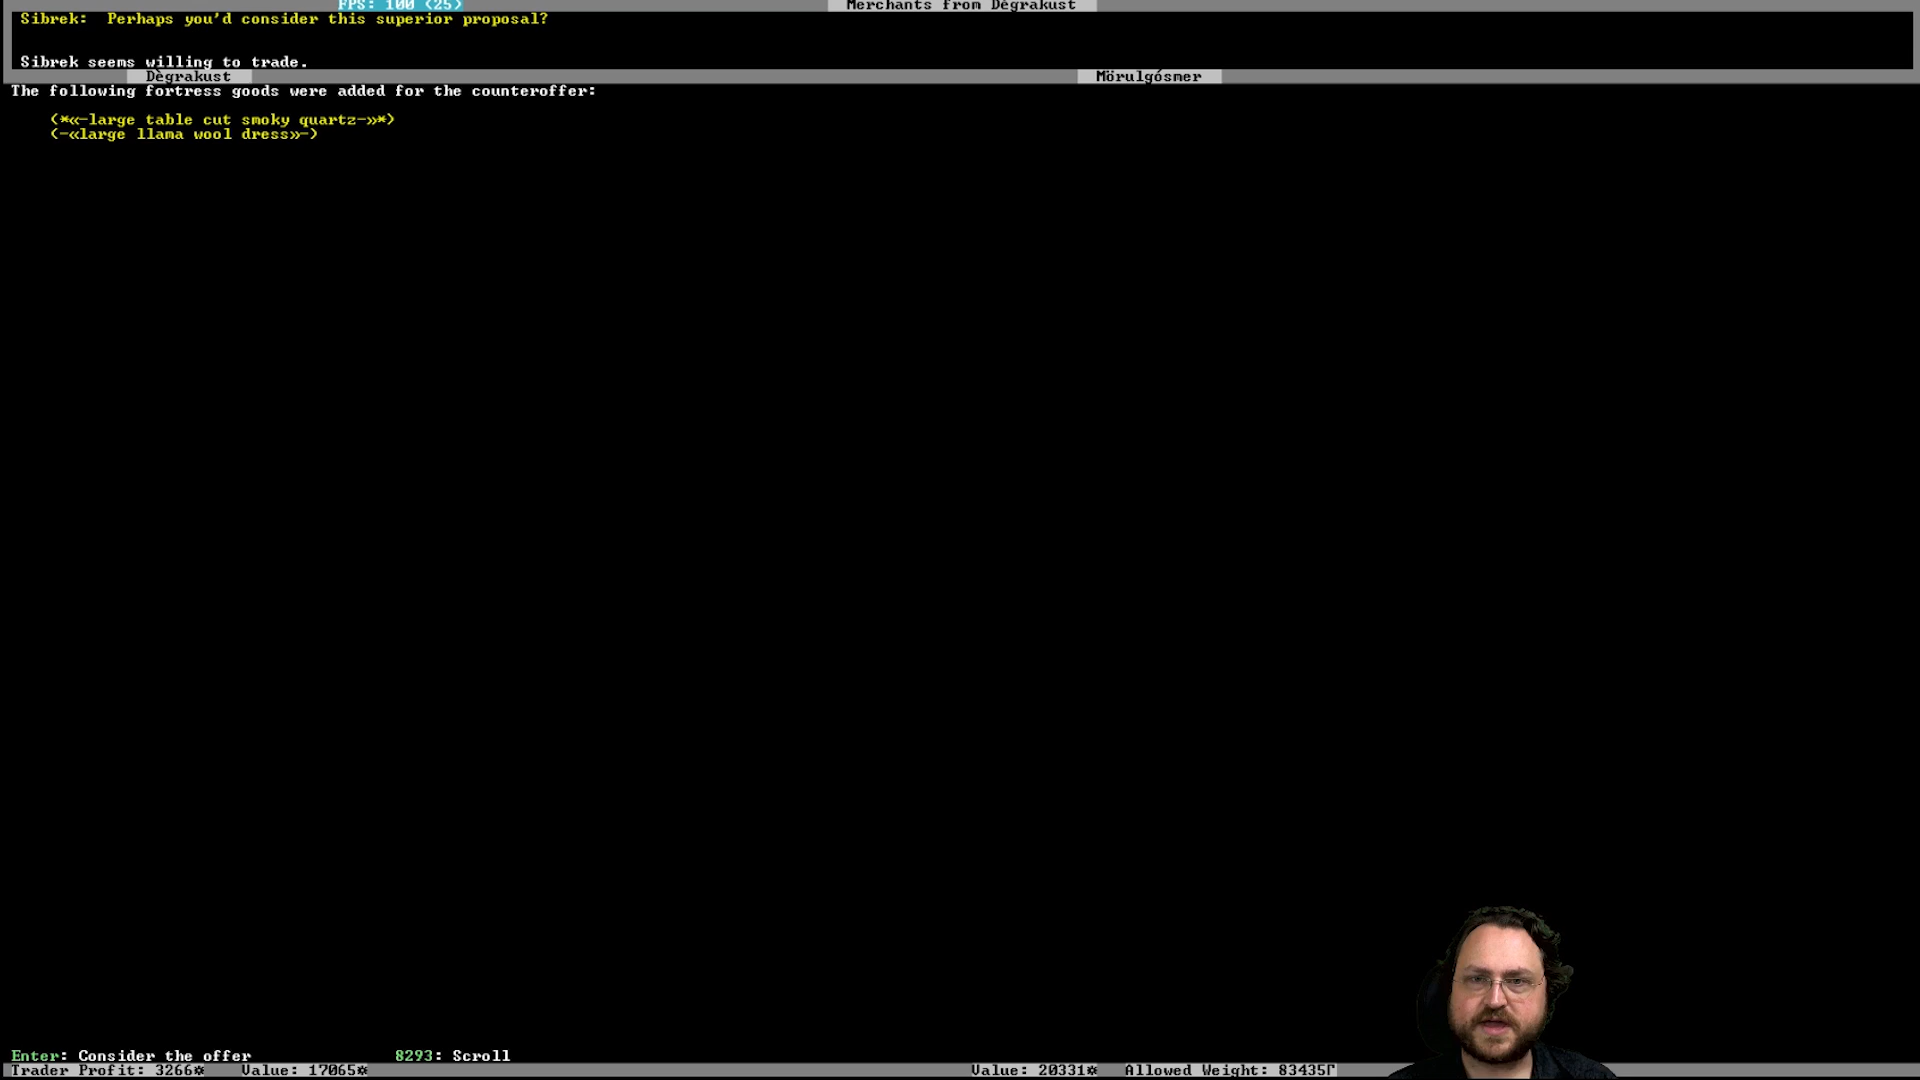 FPS: 100 (25)
Merchants from Dègrakust
Sibrek:  Perhaps you'd consider this superior proposal?
Sibrek seems willing to trade.
Dègrakust
Mörulgósmer
The following fortress goods were added for the counteroffer:
(*«-large table cut smoky quartz-»*)
(-«large llama wool dress»-)
Enter: Consider the offer
8293: Scroll
Trader Profit: 3266☼
Value: 17065☼
Value: 20331☼
Allowed Weight: 83435Γ